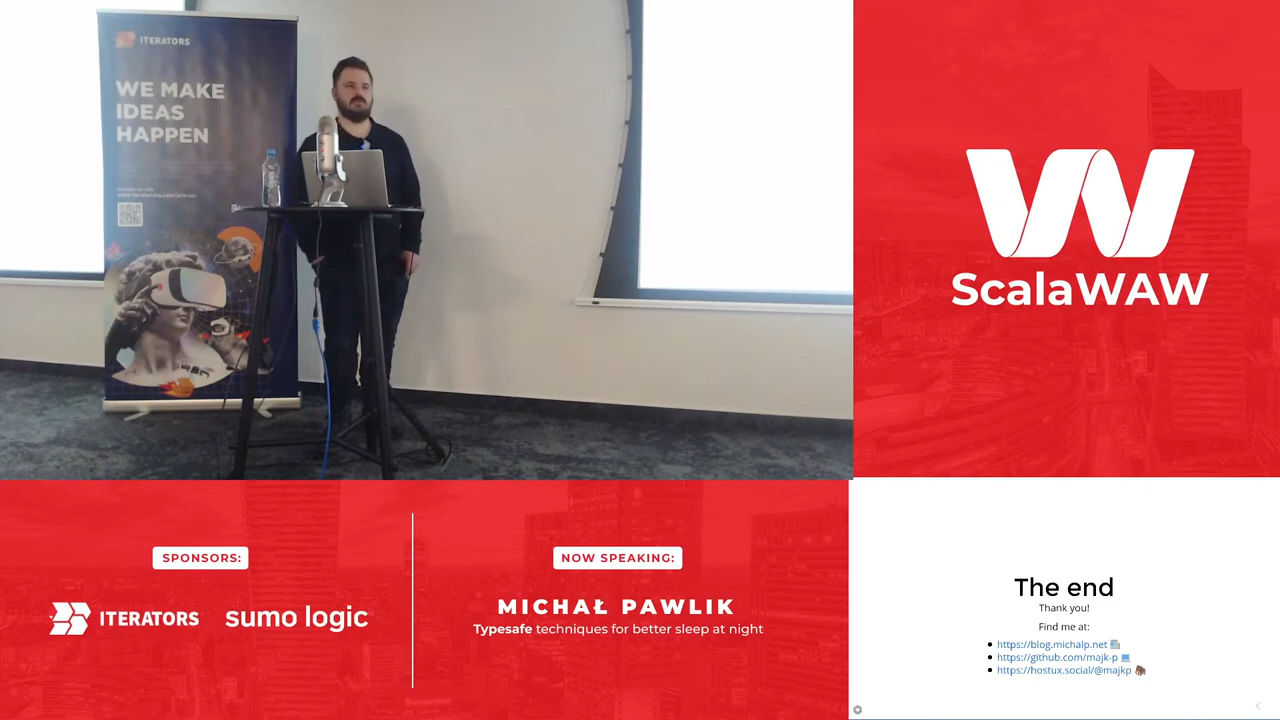 ITERATORS
WE MAKE
IDEAS
HAPPEN
ScalaWAW
SPONSORS:
ITERATORS
sumo logic
NOW SPEAKING:
MICHAŁ PAWLIK
Typesafe techniques for better sleep at night
The end
Thank you!
Find me at:
https://blog.michalp.net
https://github.com/majk-p
https://hostux.social/@majkp